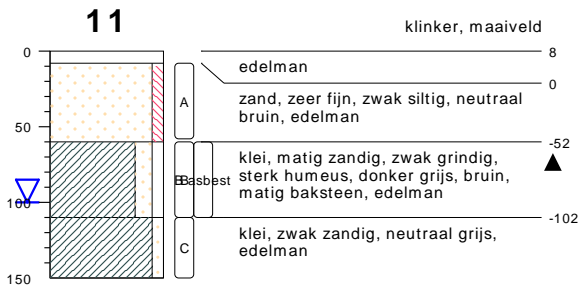 11
klinker, maaiveld
0
8
edelman
0
A
zand, zeer fijn, zwak siltig, neutraal
bruin, edelman
50
-52
klei, matig zandig, zwak grindig,
sterk humeus, donker grijs, bruin,
matig baksteen, edelman
B
Basbest
100
-102
C
klei, zwak zandig, neutraal grijs,
edelman
150